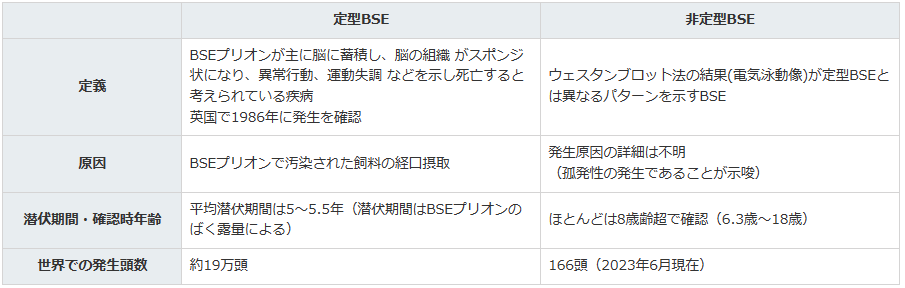 定型BSE
非定型BSE
定義
BSEプリオンが主に脳に蓄積し、脳の組織 がスポンジ
状になり、異常行動、運動失調 などを示し死亡すると
考えられている疾病
英国で1986年に発生を確認
ウェスタンブロット法の結果(電気泳動像)が定型BSEと
は異なるパターンを示すBSE
原因
BSEプリオンで汚染された飼料の経口摂取
発生原因の詳細は不明
（孤発性の発生であることが示唆）
潜伏期間・確認時年齢
平均潜伏期間は5～5.5年（潜伏期間はBSEプリオンの
ばく露量による）
ほとんどは8歳齢超で確認（6.3歳～18歳）
世界での発生頭数
約19万頭
166頭（2023年6月現在）